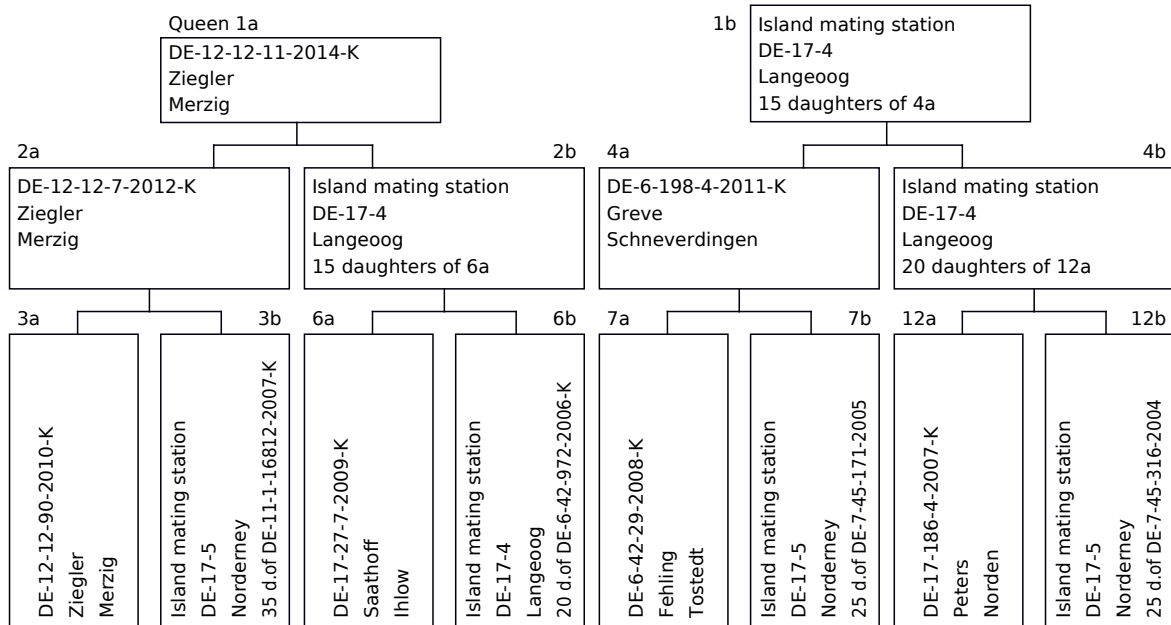 Queen 1a
DE-12-12-11-2014-K
Ziegler
Merzig
1b
Island mating station
DE-17-4
Langeoog
15 daughters of 4a
2a
DE-12-12-7-2012-K
Ziegler
Merzig
2b
Island mating station
DE-17-4
Langeoog
15 daughters of 6a
4a
DE-6-198-4-2011-K
Greve
Schneverdingen
4b
Island mating station
DE-17-4
Langeoog
20 daughters of 12a
3a
DE-12-12-90-2010-K
Ziegler
Merzig
3b
Island mating station
DE-17-5
Norderney
35 d.of DE-11-1-16812-2007-K
6a
DE-17-27-7-2009-K
Saathoff
Ihlow
6b
Island mating station
DE-17-4
Langeoog
20 d.of DE-6-42-972-2006-K
7a
DE-6-42-29-2008-K
Fehling
Tostedt
7b
Island mating station
DE-17-5
Norderney
25 d.of DE-7-45-171-2005
12a
DE-17-186-4-2007-K
Peters
Norden
12b
Island mating station
DE-17-5
Norderney
25 d.of DE-7-45-316-2004